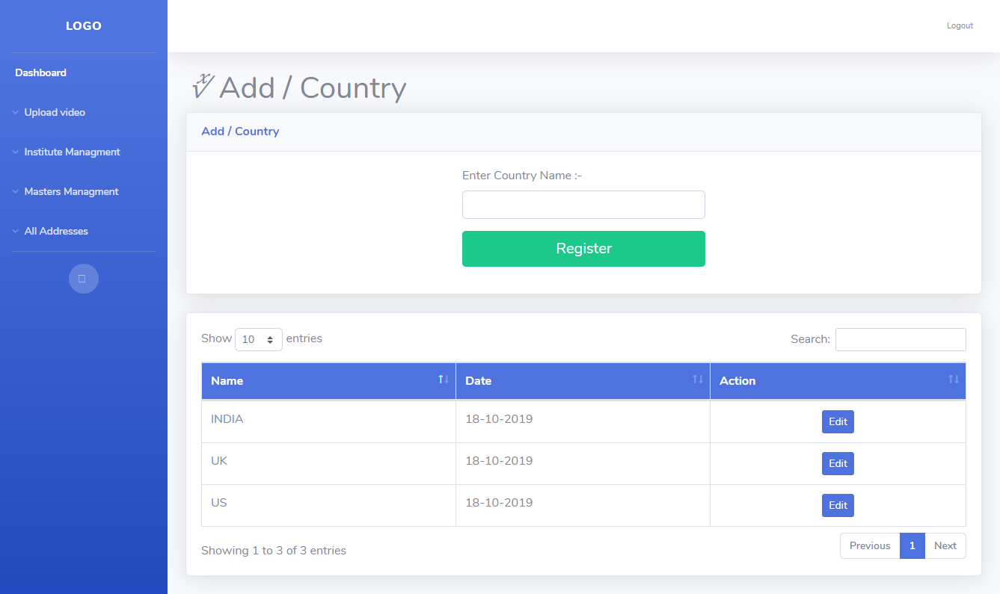 LOGO
Logout
Dashboard
Upload video
Institute Managment
Masters Managment
All Addresses
Add / Country
Add / Country
Enter Country Name :-
Register
Show 10 entries
Search:
Name Date Action
INDIA 18-10-2019 Edit
UK 18-10-2019 Edit
US 18-10-2019 Edit
Showing 1 to 3 of 3 entries
Previous 1 Next